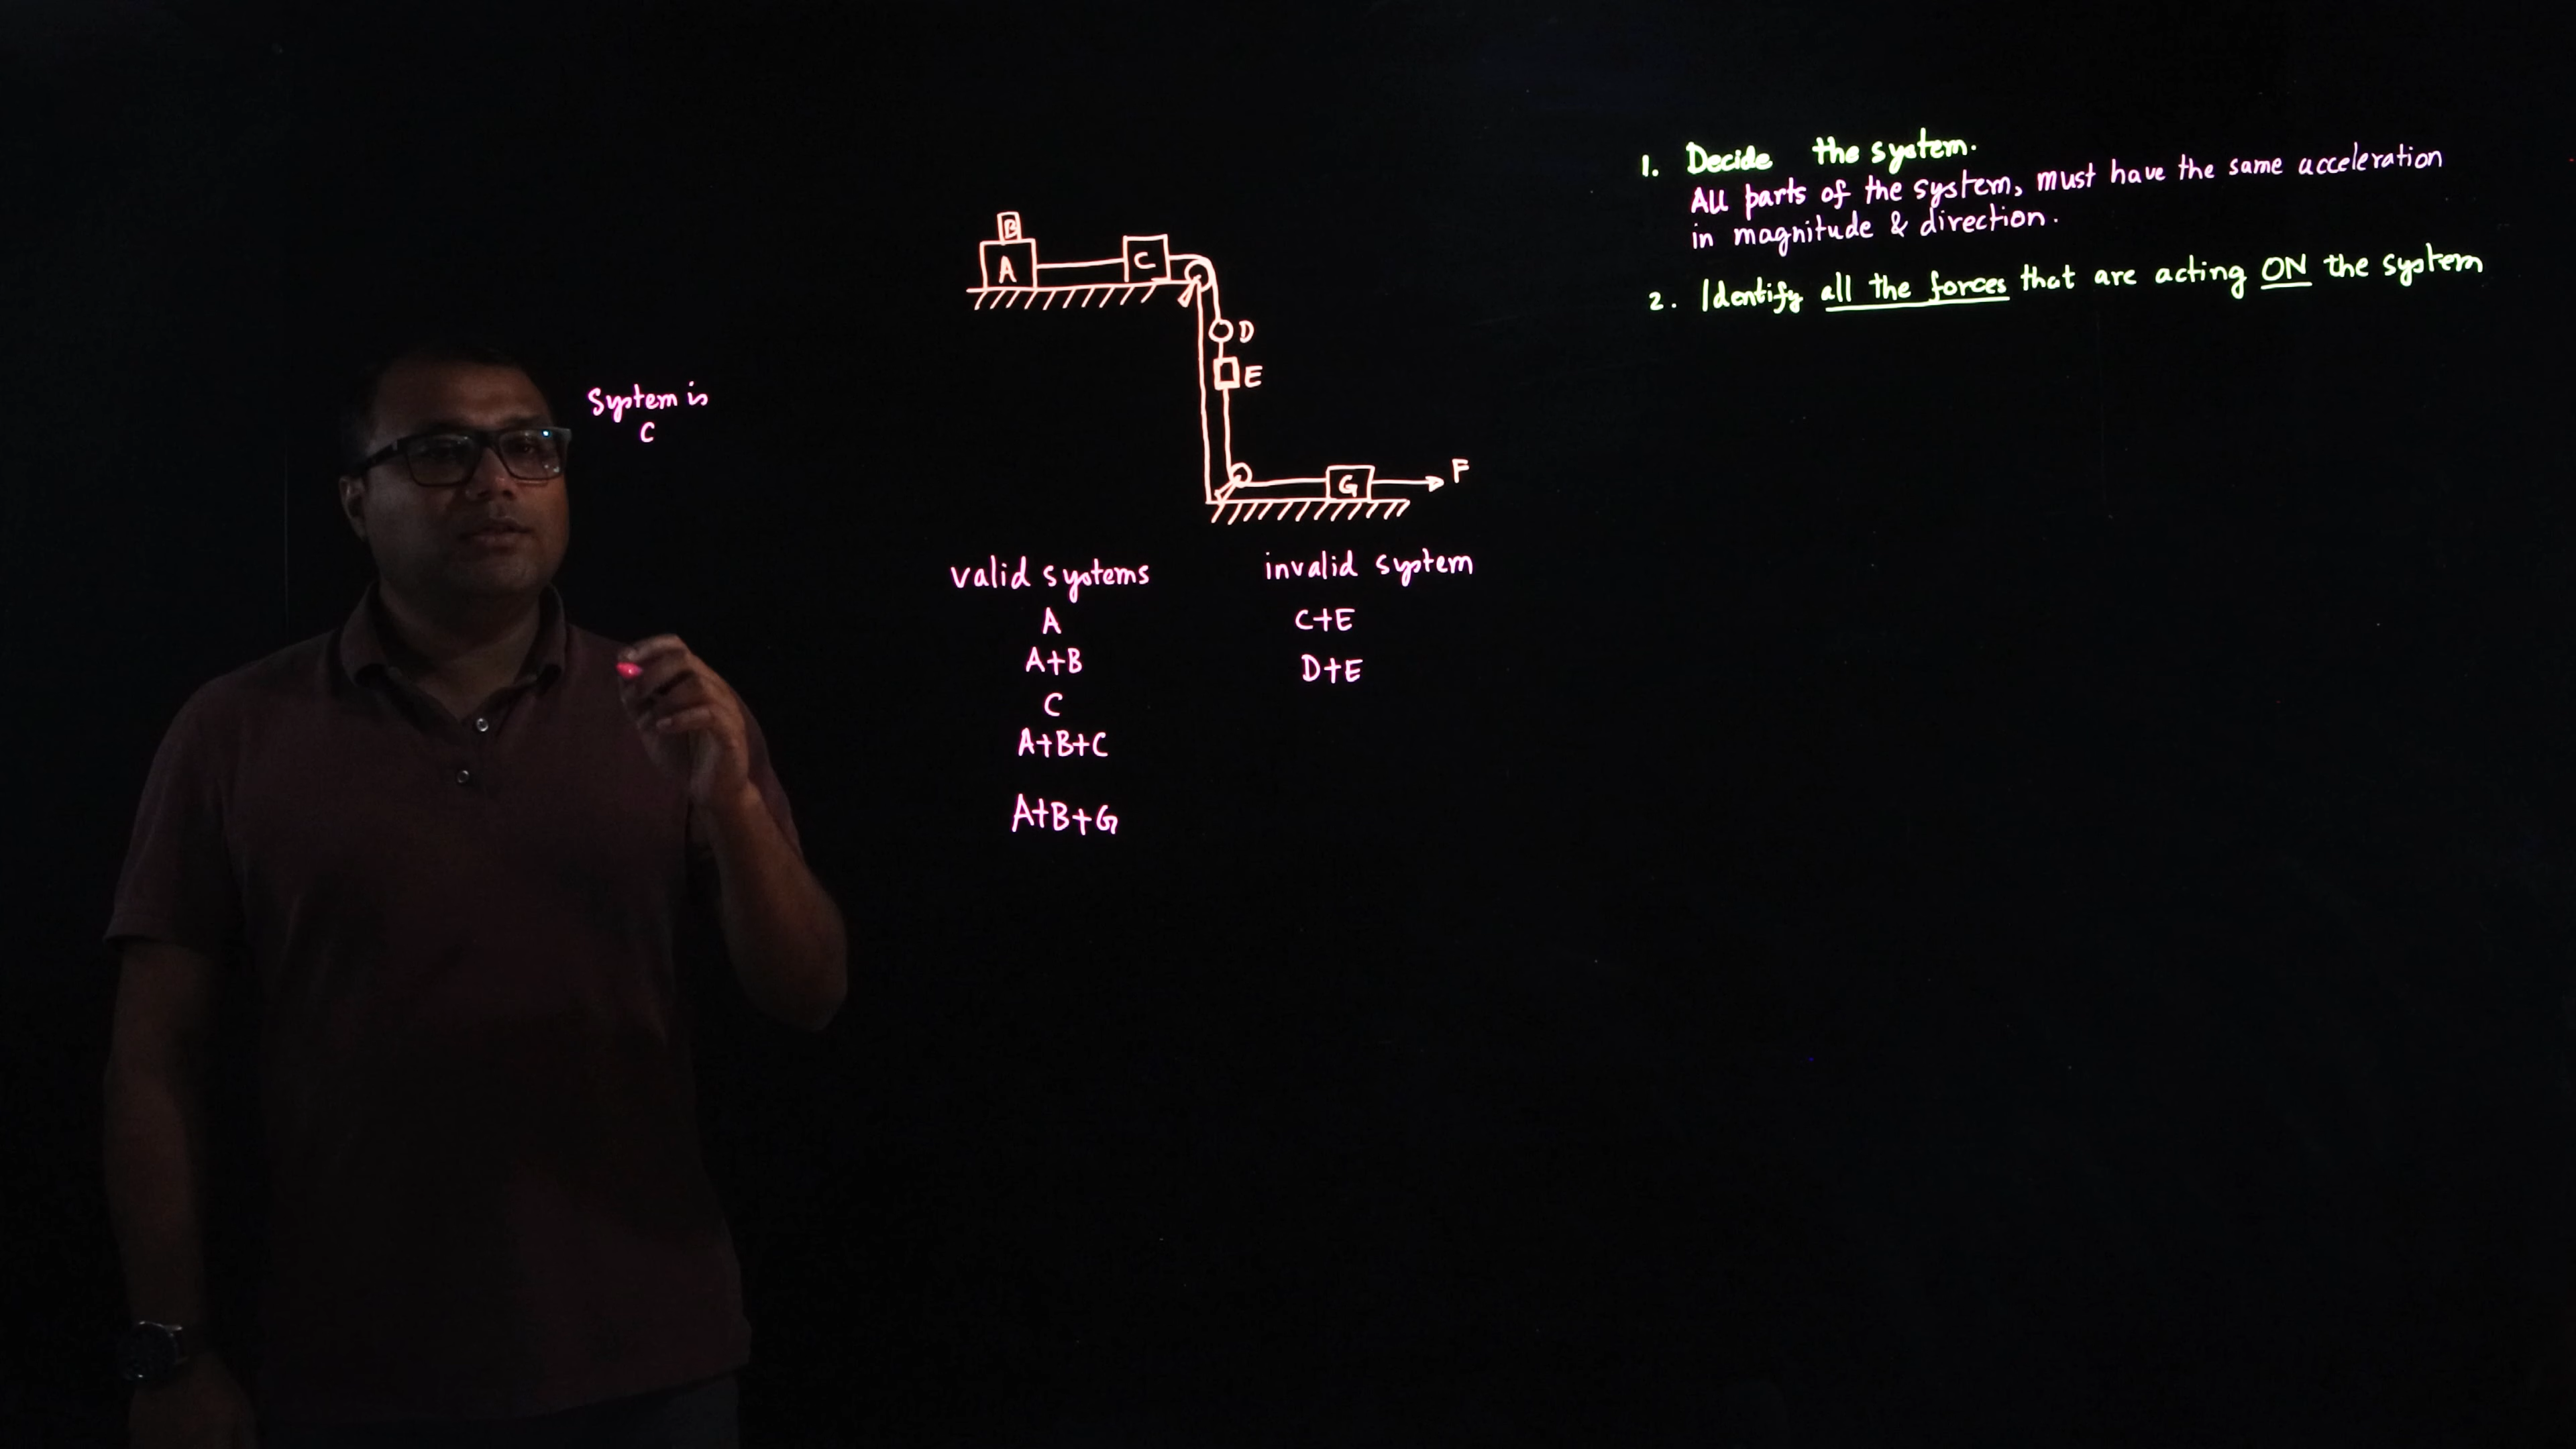 1. Decide the system.
All parts of the system, must have the same acceleration
in magnitude & direction.
2. Identify all the forces that are acting ON the system
B
A
C
D
E
G
F
System is
C
valid systems
A
A+B
C
A+B+C
A+B+G
invalid system
C+E
D+E